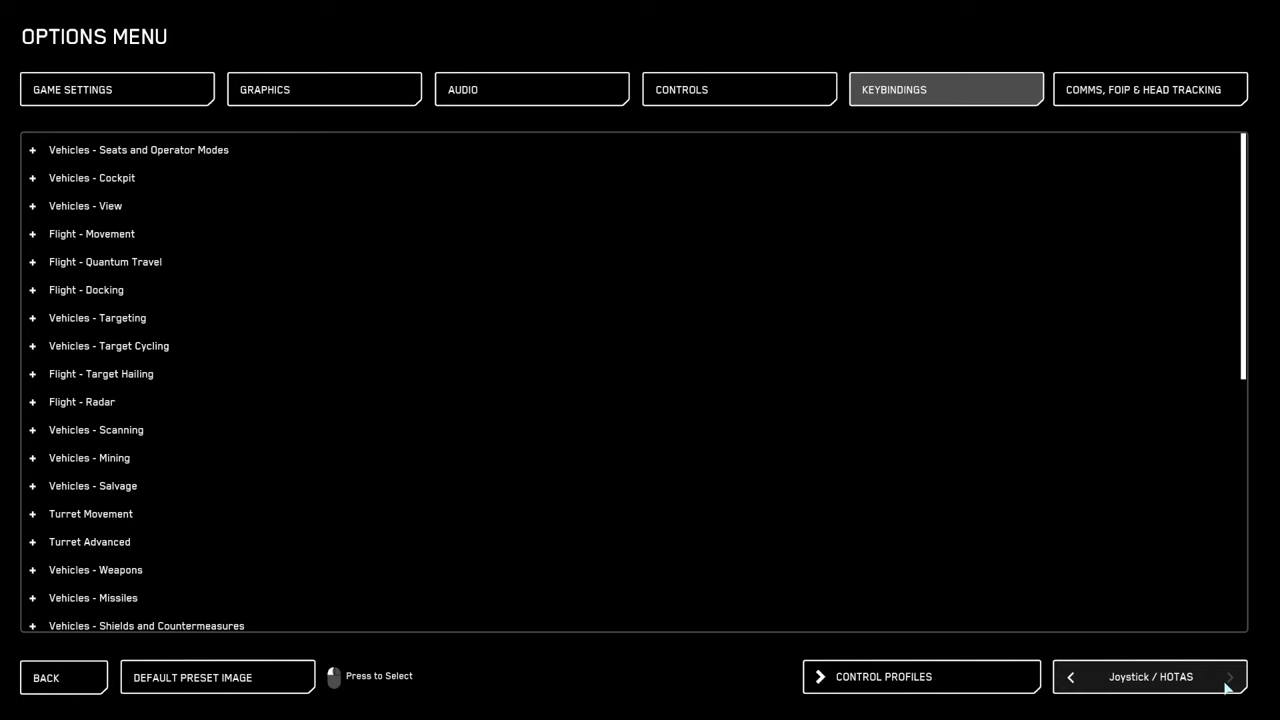 OPTIONS MENU
GAME SETTINGS
GRAPHICS
AUDIO
CONTROLS
KEYBINDINGS
COMMS, FOIP & HEAD TRACKING
+ Vehicles - Seats and Operator Modes
+ Vehicles - Cockpit
+ Vehicles - View
+ Flight - Movement
+ Flight - Quantum Travel
+ Flight - Docking
+ Vehicles - Targeting
+ Vehicles - Target Cycling
+ Flight - Target Hailing
+ Flight - Radar
+ Vehicles - Scanning
+ Vehicles - Mining
+ Vehicles - Salvage
+ Turret Movement
+ Turret Advanced
+ Vehicles - Weapons
+ Vehicles - Missiles
+ Vehicles - Shields and Countermeasures
BACK
DEFAULT PRESET IMAGE
Press to Select
CONTROL PROFILES
Joystick / HOTAS